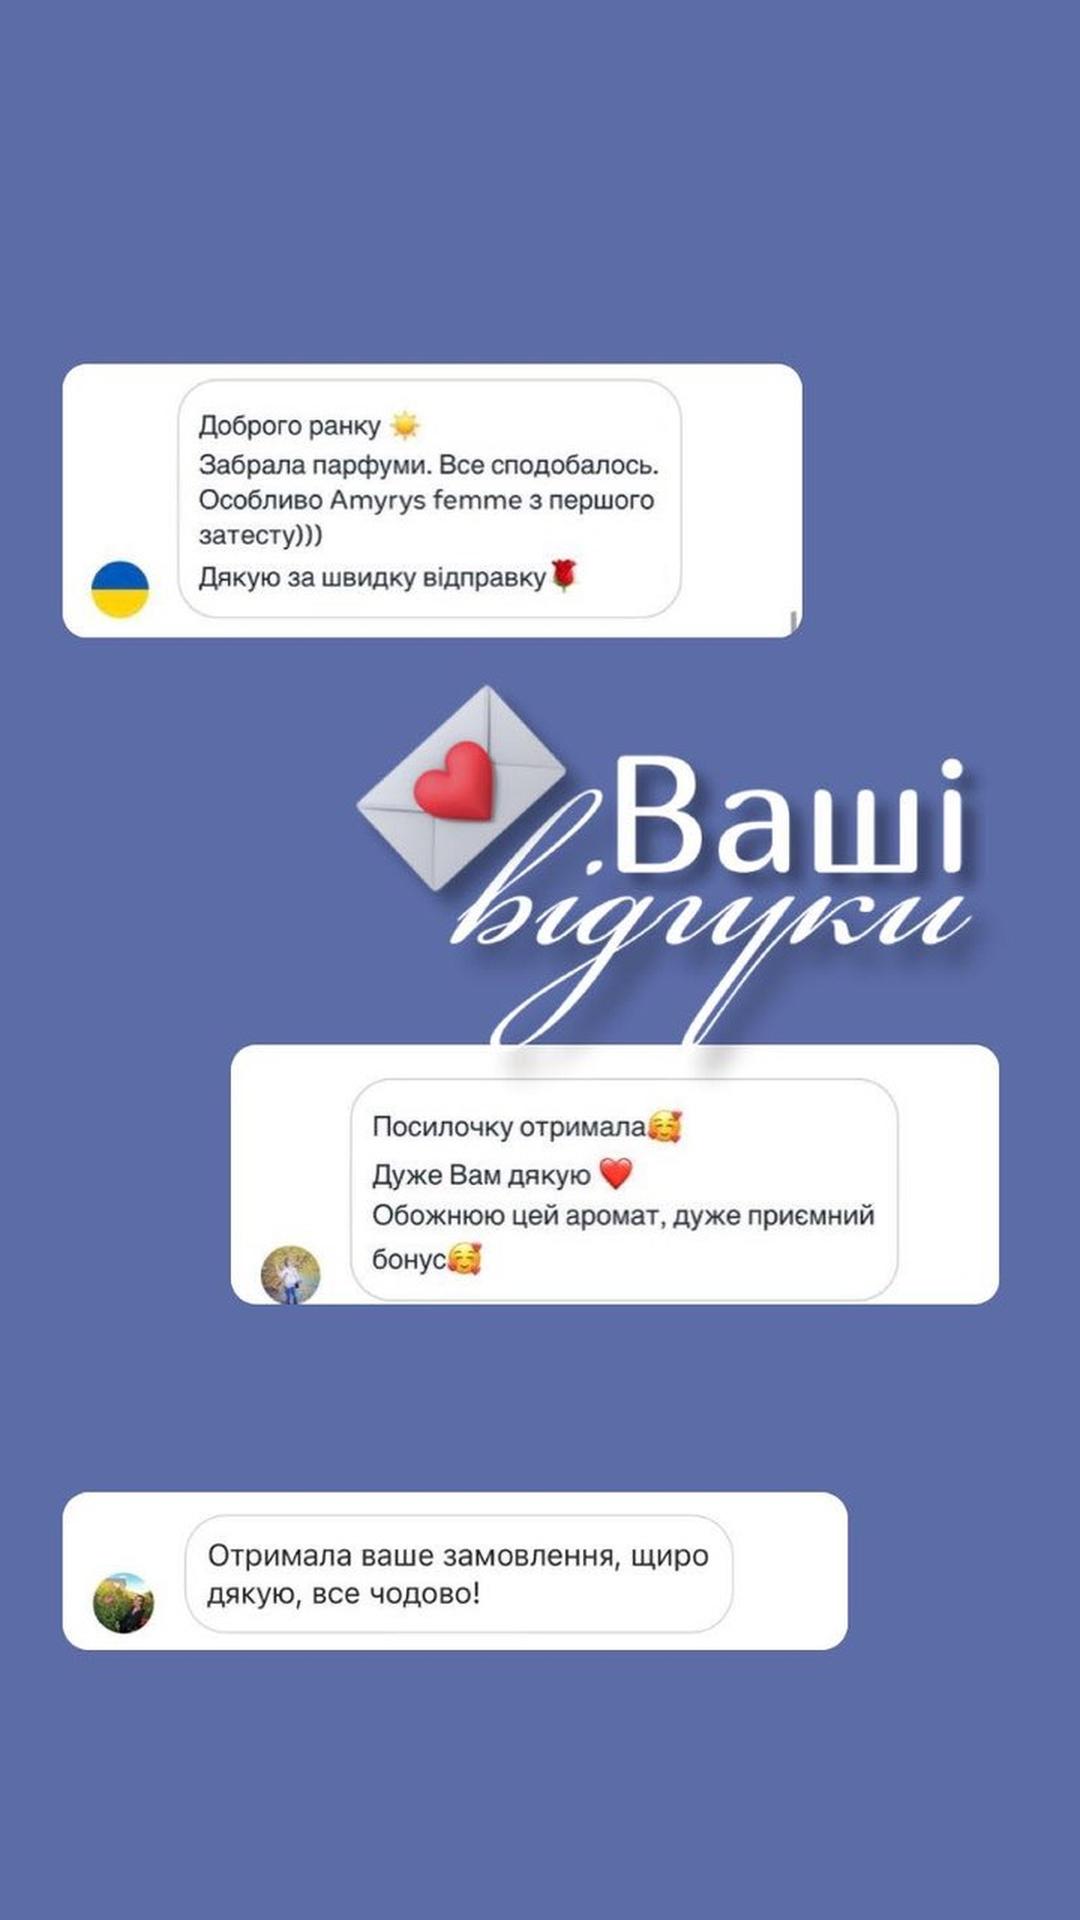 Доброго ранку ☀️
Забрала парфуми. Все сподобалось.
Особливо Amyrys femme з першого
затесту)))
Дякую за швидку відправку🌹
Ваші
відгуки
Посилочку отримала🥰
Дуже Вам дякую ❤️
Обожнюю цей аромат, дуже приємний
бонус🥰
Отримала ваше замовлення, щиро
дякую, все чодово!